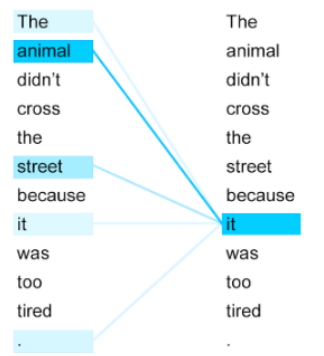 The
animal
didn't
cross
the
street
because
it
was
too
tired
.
The
animal
didn't
cross
the
street
because
it
was
too
tired
.